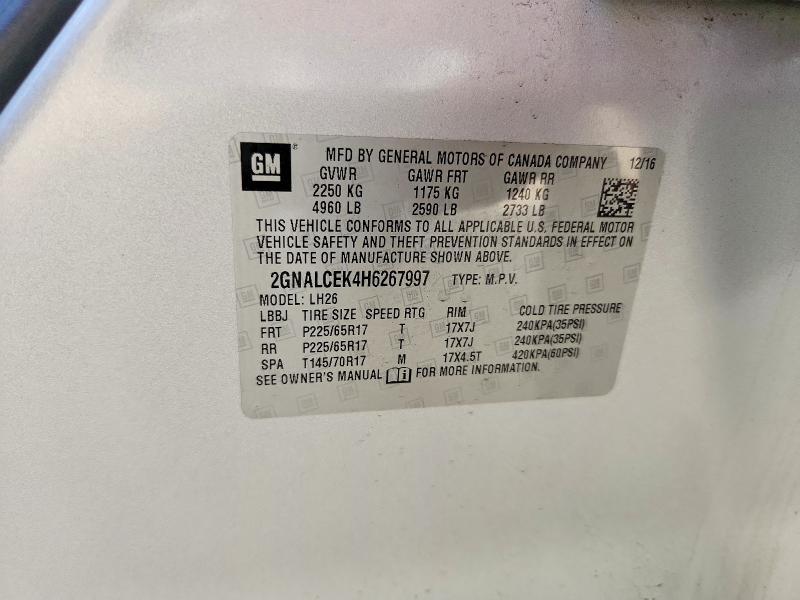 GM ® MFD BY GENERAL MOTORS OF CANADA COMPANY 12/16
GVWR GAWR FRT GAWR RR
2250 KG 1175 KG 1240 KG
4960 LB 2590 LB 2733 LB
THIS VEHICLE CONFORMS TO ALL APPLICABLE U.S. FEDERAL MOTOR
VEHICLE SAFETY AND THEFT PREVENTION STANDARDS IN EFFECT ON
THE DATE OF MANUFACTURE SHOWN ABOVE.
2GNALCEK4H6267997 TYPE: M.P.V.
MODEL: LH26
LBBJ TIRE SIZE SPEED RTG RIM COLD TIRE PRESSURE
FRT P225/65R17 T 17X7J 240KPA(35PSI)
RR P225/65R17 T 17X7J 240KPA(35PSI)
SPA T145/70R17 M 17X4.5T 420KPA(60PSI)
SEE OWNER'S MANUAL FOR MORE INFORMATION.